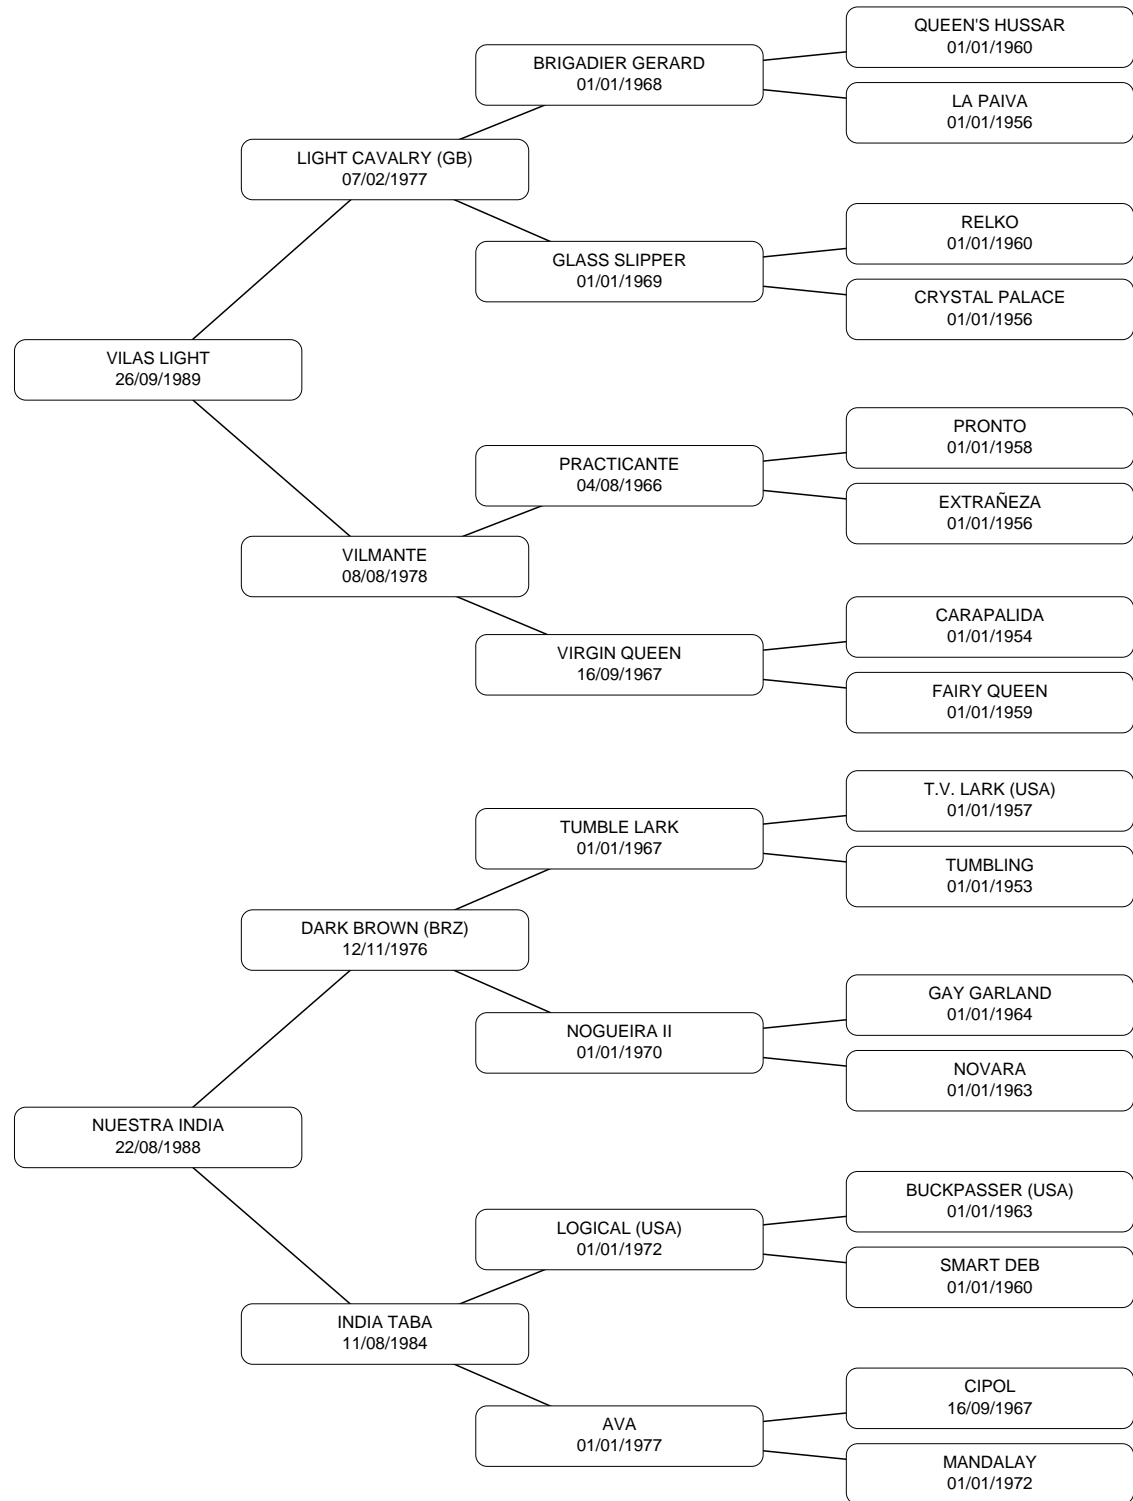 QUEEN'S HUSSAR
01/01/1960
BRIGADIER GERARD
01/01/1968
LA PAIVA
01/01/1956
LIGHT CAVALRY (GB)
07/02/1977
RELKO
01/01/1960
GLASS SLIPPER
01/01/1969
CRYSTAL PALACE
01/01/1956
VILAS LIGHT
26/09/1989
PRONTO
01/01/1958
PRACTICANTE
04/08/1966
EXTRAÑEZA
01/01/1956
VILMANTE
08/08/1978
CARAPALIDA
01/01/1954
VIRGIN QUEEN
16/09/1967
FAIRY QUEEN
01/01/1959
T.V. LARK (USA)
01/01/1957
TUMBLE LARK
01/01/1967
TUMBLING
01/01/1953
DARK BROWN (BRZ)
12/11/1976
GAY GARLAND
01/01/1964
NOGUEIRA II
01/01/1970
NOVARA
01/01/1963
NUESTRA INDIA
22/08/1988
BUCKPASSER (USA)
01/01/1963
LOGICAL (USA)
01/01/1972
SMART DEB
01/01/1960
INDIA TABA
11/08/1984
CIPOL
16/09/1967
AVA
01/01/1977
MANDALAY
01/01/1972